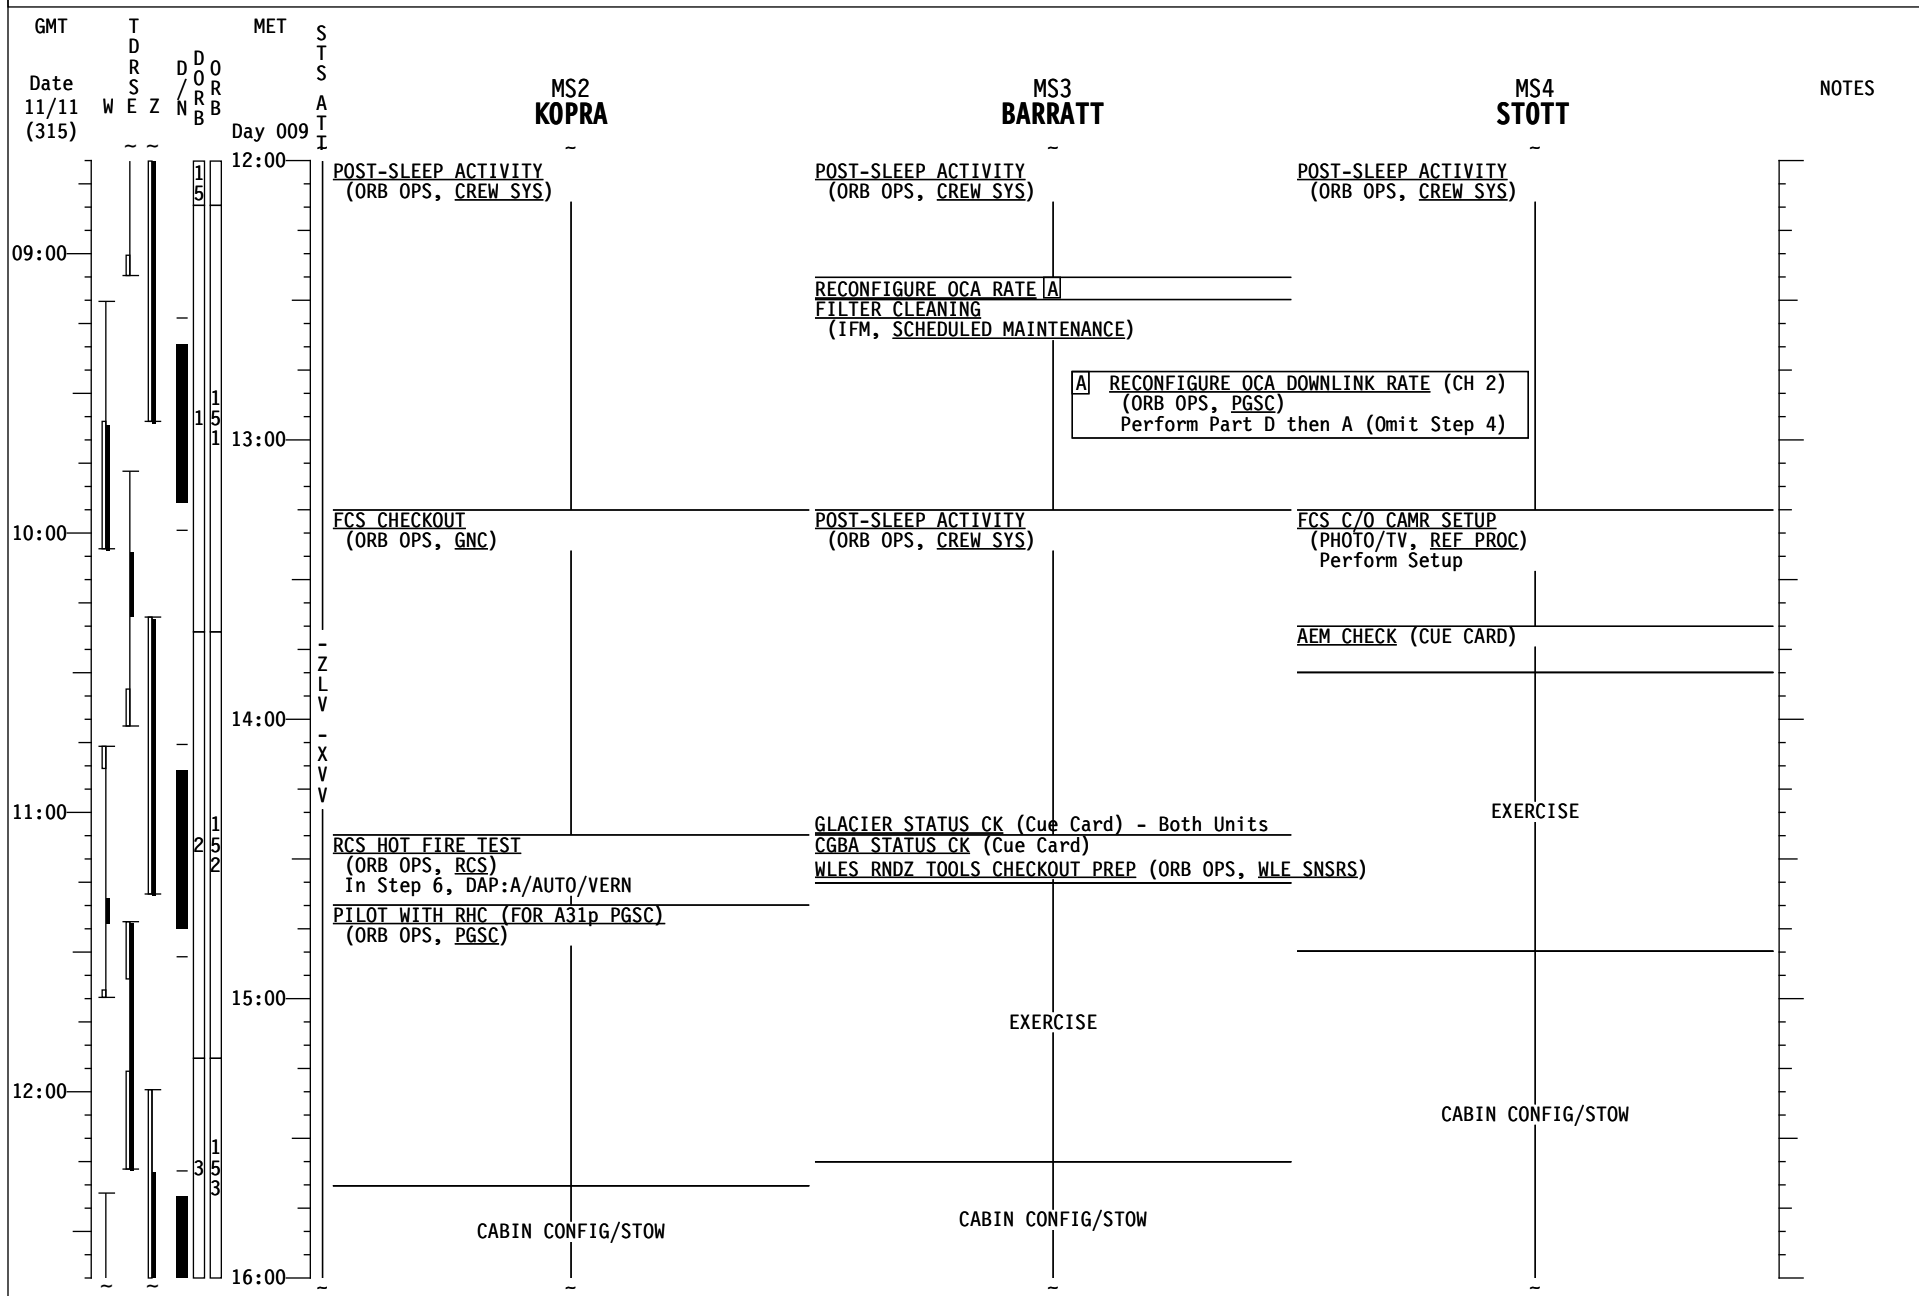 GMT
TDRS
MET
STS ATT
Date
11/11
(315)
W E Z
D/N
DORB
ORB
Day 009
MS2
KOPRA
MS3
BARRATT
MS4
STOTT
NOTES
~ ~ ~ ~ ~
12:00
15
POST-SLEEP ACTIVITY
(ORB OPS, CREW SYS)
POST-SLEEP ACTIVITY
(ORB OPS, CREW SYS)
POST-SLEEP ACTIVITY
(ORB OPS, CREW SYS)
09:00
RECONFIGURE OCA RATE A
FILTER CLEANING
(IFM, SCHEDULED MAINTENANCE)
A RECONFIGURE OCA DOWNLINK RATE (CH 2)
(ORB OPS, PGSC)
Perform Part D then A (Omit Step 4)
1
151
13:00
FCS CHECKOUT
(ORB OPS, GNC)
POST-SLEEP ACTIVITY
(ORB OPS, CREW SYS)
FCS C/O CAMR SETUP
(PHOTO/TV, REF PROC)
Perform Setup
10:00
AEM CHECK (CUE CARD)
-ZLV -XVV
14:00
11:00
EXERCISE
2
152
GLACIER STATUS CK (Cue Card) - Both Units
RCS HOT FIRE TEST
(ORB OPS, RCS)
In Step 6, DAP:A/AUTO/VERN
CGBA STATUS CK (Cue Card)
WLES RNDZ TOOLS CHECKOUT PREP (ORB OPS, WLE SNSRS)
PILOT WITH RHC (FOR A31p PGSC)
(ORB OPS, PGSC)
15:00
EXERCISE
12:00
CABIN CONFIG/STOW
3
153
CABIN CONFIG/STOW
CABIN CONFIG/STOW
16:00
~ ~ ~ ~ ~ ~